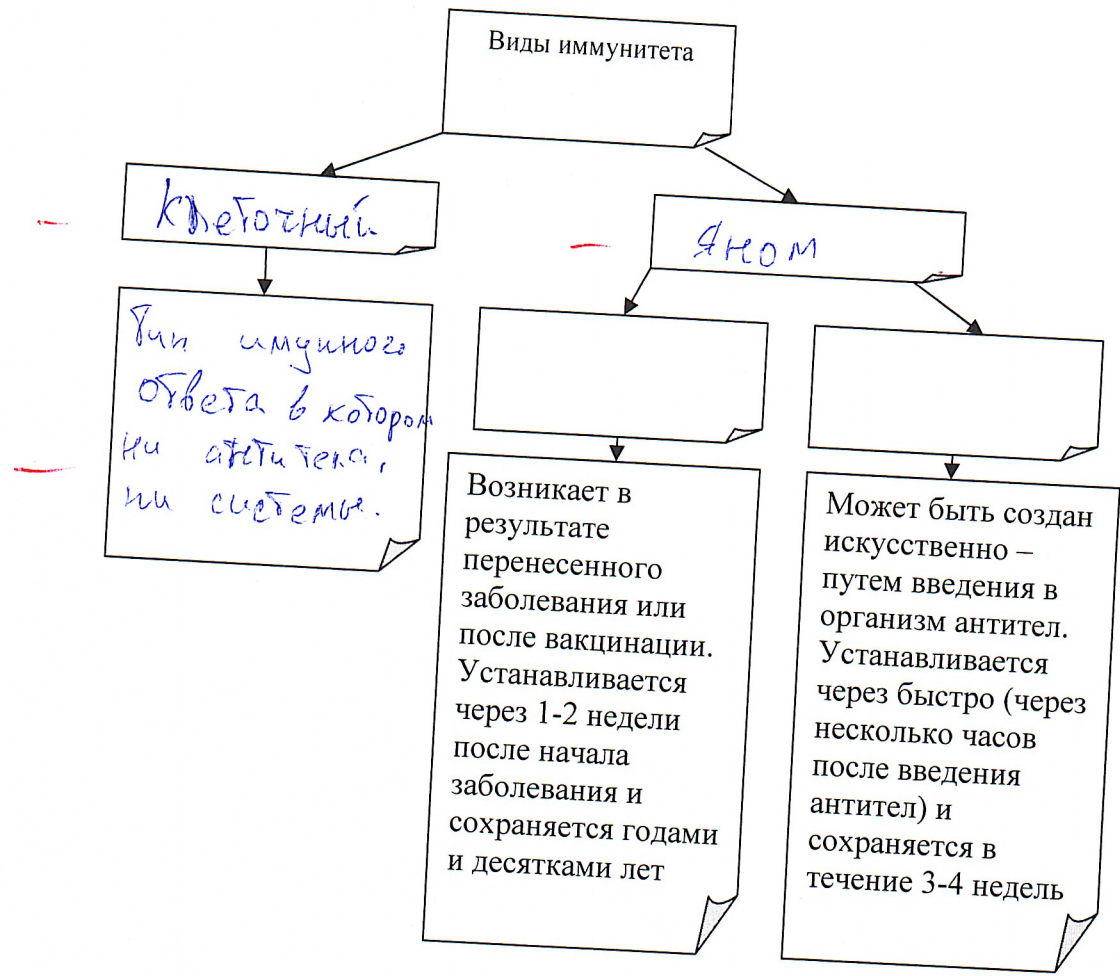 Виды иммунитета
Клеточный
Яном
Тип имунного
ответа в котором
ни антитела,
ни системы.
Возникает в
результате
перенесенного
заболевания или
после вакцинации.
Устанавливается
через 1-2 недели
после начала
заболевания и
сохраняется годами
и десятками лет
Может быть создан
искусственно –
путем введения в
организм антител.
Устанавливается
через быстро (через
несколько часов
после введения
антител) и
сохраняется в
течение 3-4 недель